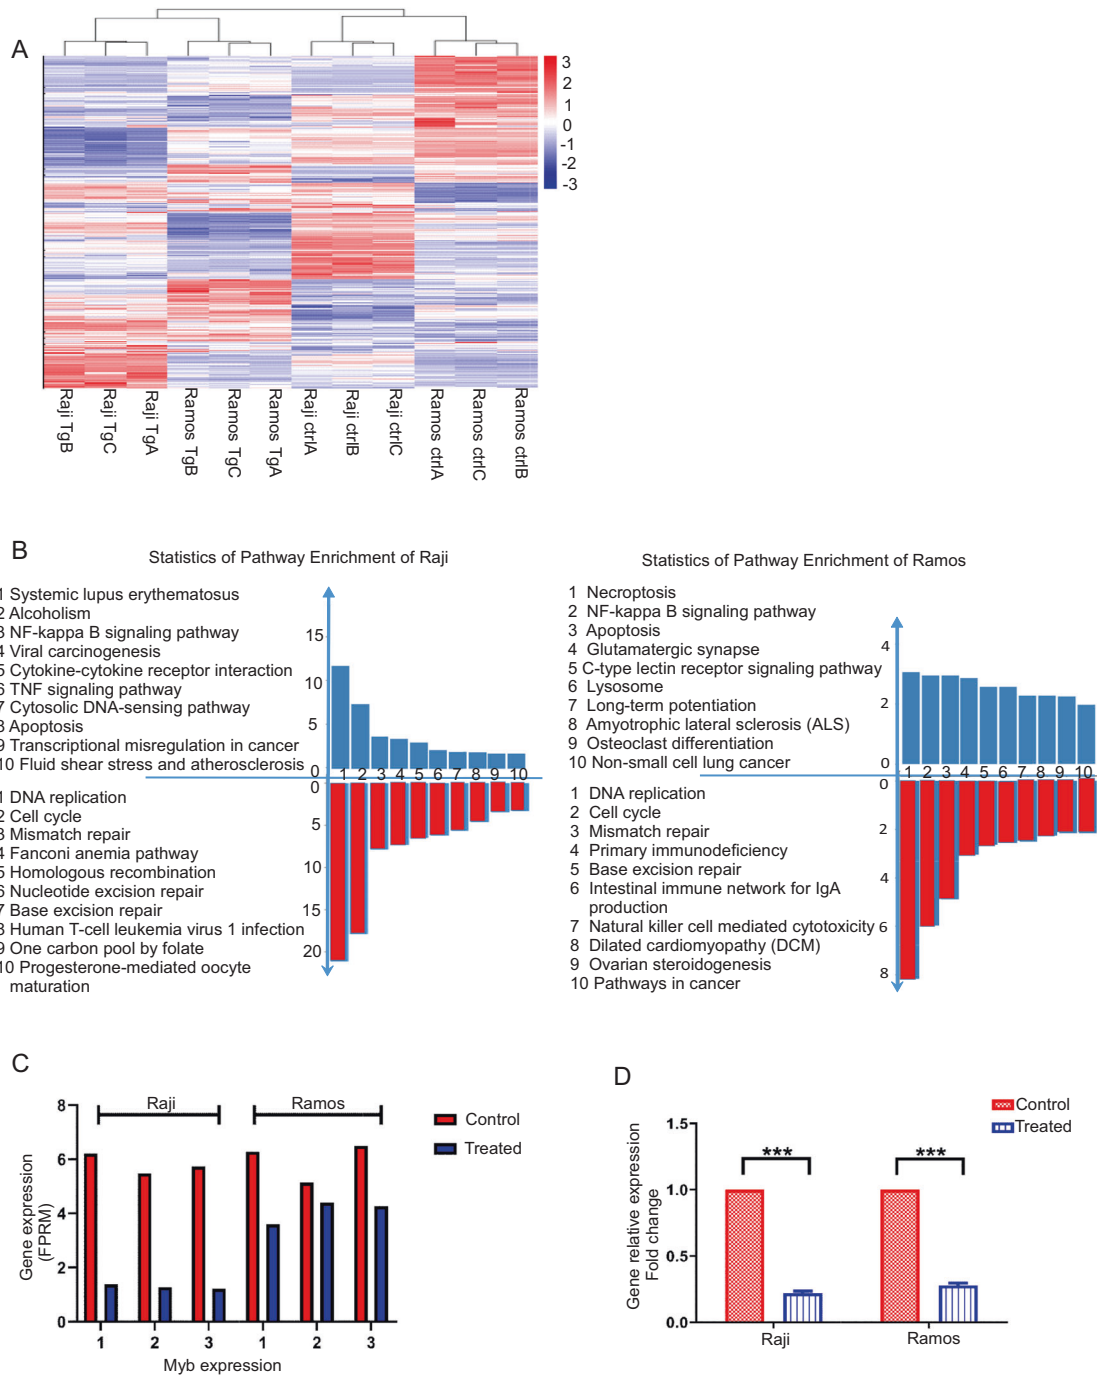 A
3
2
1
0
-1
-2
-3
Raji TgB
Raji TgC
Raji TgA
Ramos TgB
Ramos TgC
Ramos TgA
Raji ctrlA
Raji ctrlB
Raji ctrlC
Ramos ctrlA
Ramos ctrlC
Ramos ctrlB
B
Statistics of Pathway Enrichment of Raji
1 Systemic lupus erythematosus
2 Alcoholism
3 NF-kappa B signaling pathway
4 Viral carcinogenesis
5 Cytokine-cytokine receptor interaction
6 TNF signaling pathway
7 Cytosolic DNA-sensing pathway
8 Apoptosis
9 Transcriptional misregulation in cancer
10 Fluid shear stress and atherosclerosis
15
10
5
0
1 2 3 4 5 6 7 8 9 10
1 DNA replication
2 Cell cycle
3 Mismatch repair
4 Fanconi anemia pathway
5 Homologous recombination
6 Nucleotide excision repair
7 Base excision repair
8 Human T-cell leukemia virus 1 infection
9 One carbon pool by folate
10 Progesterone-mediated oocyte
maturation
0
5
10
15
20
Statistics of Pathway Enrichment of Ramos
1 Necroptosis
2 NF-kappa B signaling pathway
3 Apoptosis
4 Glutamatergic synapse
5 C-type lectin receptor signaling pathway
6 Lysosome
7 Long-term potentiation
8 Amyotrophic lateral sclerosis (ALS)
9 Osteoclast differentiation
10 Non-small cell lung cancer
4
2
0
1 2 3 4 5 6 7 8 9 10
1 DNA replication
2 Cell cycle
3 Mismatch repair
4 Primary immunodeficiency
5 Base excision repair
6 Intestinal immune network for IgA
production
7 Natural killer cell mediated cytotoxicity
8 Dilated cardiomyopathy (DCM)
9 Ovarian steroidogenesis
10 Pathways in cancer
0
2
4
6
8
C
Gene expression
(FPRM)
8
6
4
2
0
Raji
Ramos
Control
Treated
1 2 3 1 2 3
Myb expression
D
Gene relative expression
Fold change
1.5
1.0
0.5
0.0
***
***
Control
Treated
Raji
Ramos